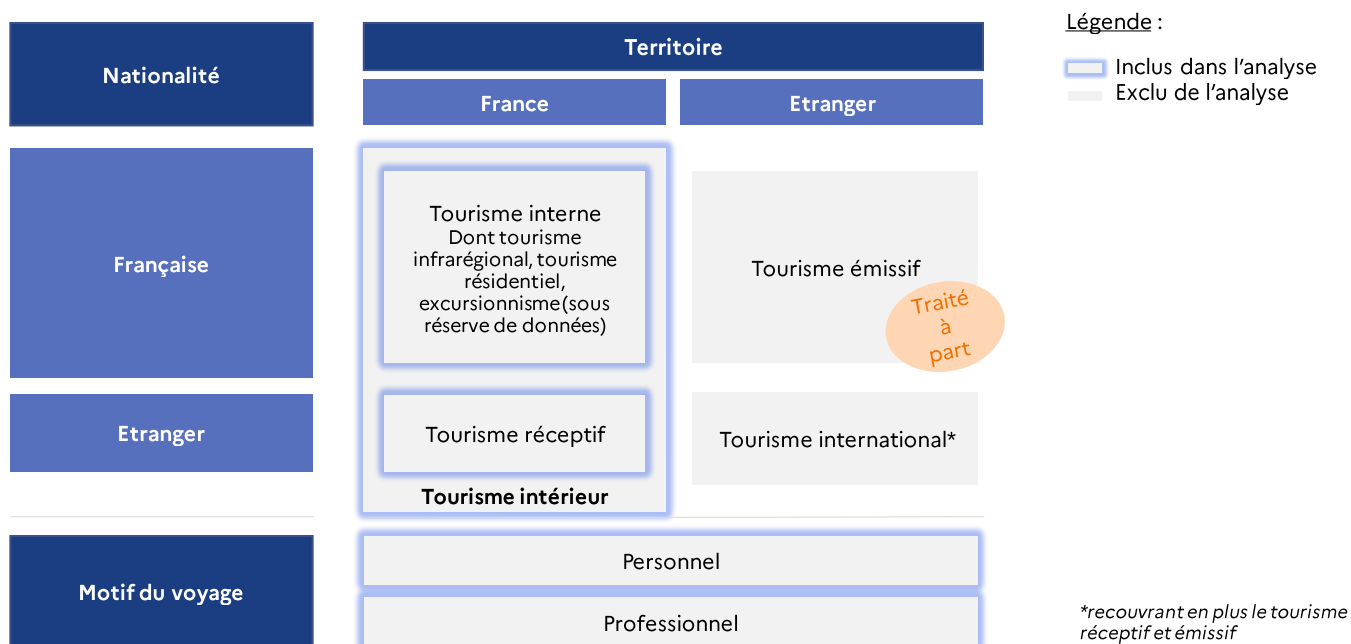 Nationalité
Territoire
France
Etranger
Légende :
Inclus dans l'analyse
Exclu de l'analyse
Française
Tourisme interne
Dont tourisme
infrarégional, tourisme
résidentiel,
excursionnisme(sous
réserve de données)
Tourisme émissif
Traité
à
part
Etranger
Tourisme réceptif
Tourisme international*
Tourisme intérieur
Motif du voyage
Personnel
Professionnel
*recouvrant en plus le tourisme
réceptif et émissif